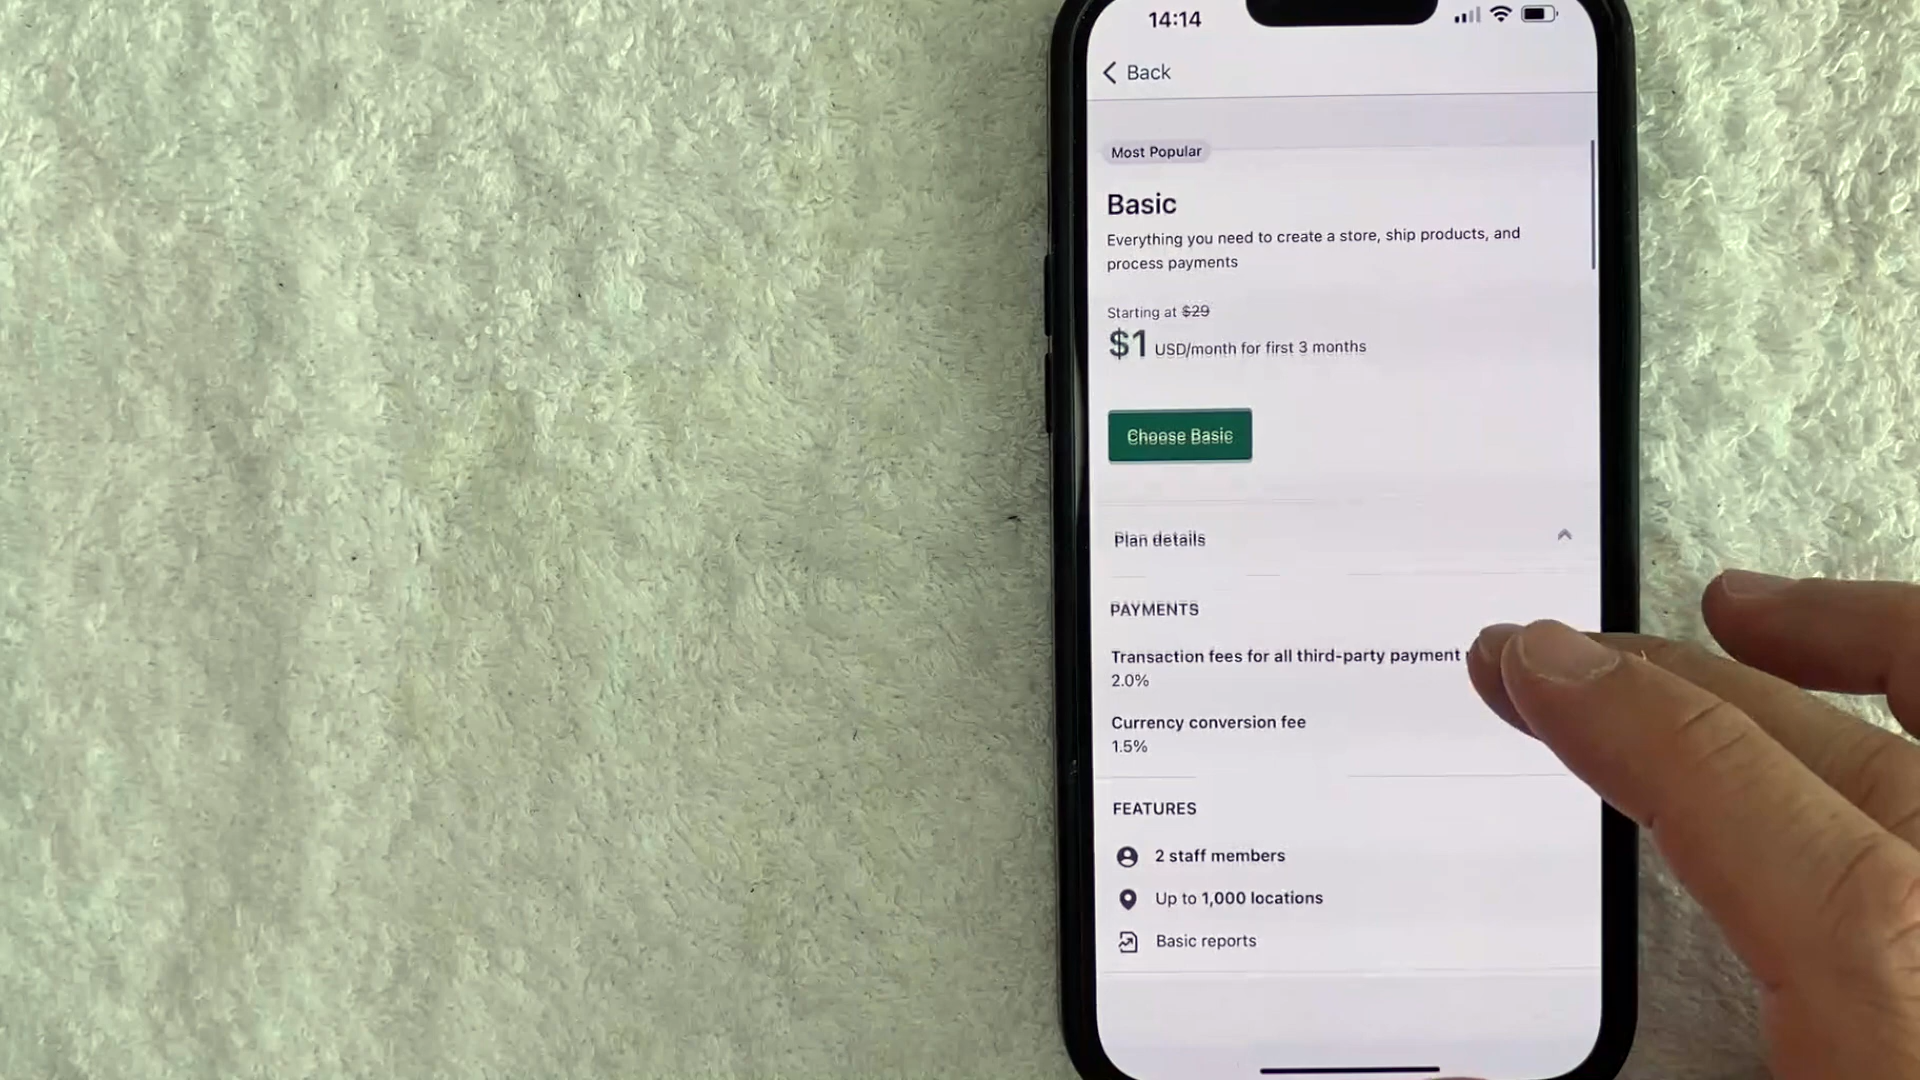 14:14
Back
Most Popular
Basic
Everything you need to create a store, ship products, and
process payments
Starting at $29
$1 USD/month for first 3 months
Choose Basic
Plan details
PAYMENTS
Transaction fees for all third-party payment
2.0%
Currency conversion fee
1.5%
FEATURES
2 staff members
Up to 1,000 locations
Basic reports